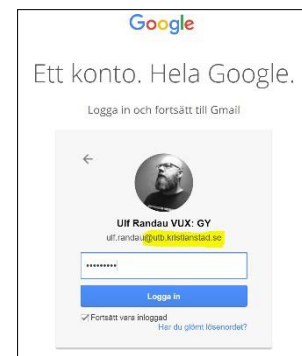 Google
Ett konto. Hela Google.
Logga in och fortsätt till Gmail
Ulf Randau VUX: GY
ulf.randau@utb.kristianstad.se
•••••••••
Logga in
Fortsätt vara inloggad
Har du glömt lösenordet?